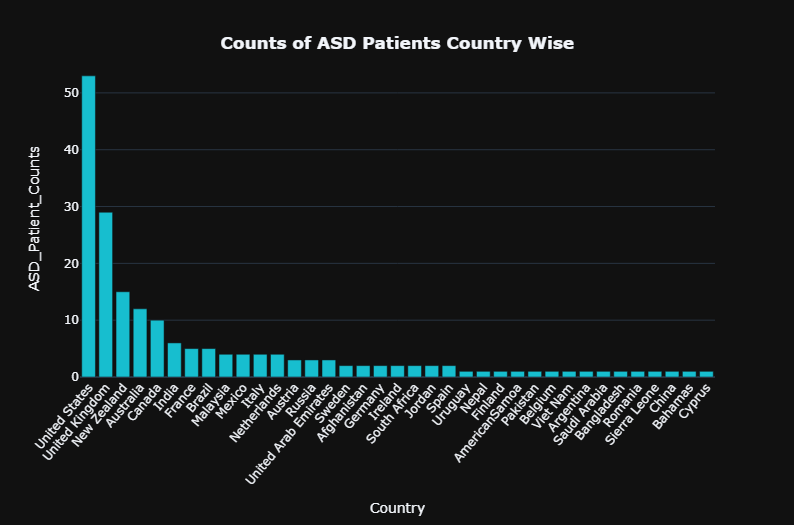 Counts of ASD Patients Country Wise
ASD_Patient_Counts
50
40
30
20
10
0
United States
United Kingdom
New Zealand
Australia
Canada
India
France
Brazil
Malaysia
Mexico
Italy
Netherlands
Austria
Russia
United Arab Emirates
Sweden
Afghanistan
Germany
Ireland
South Africa
Jordan
Spain
Uruguay
Nepal
Finland
AmericanSamoa
Pakistan
Belgium
Viet Nam
Argentina
Saudi Arabia
Bangladesh
Romania
Sierra Leone
China
Bahamas
Cyprus
Country